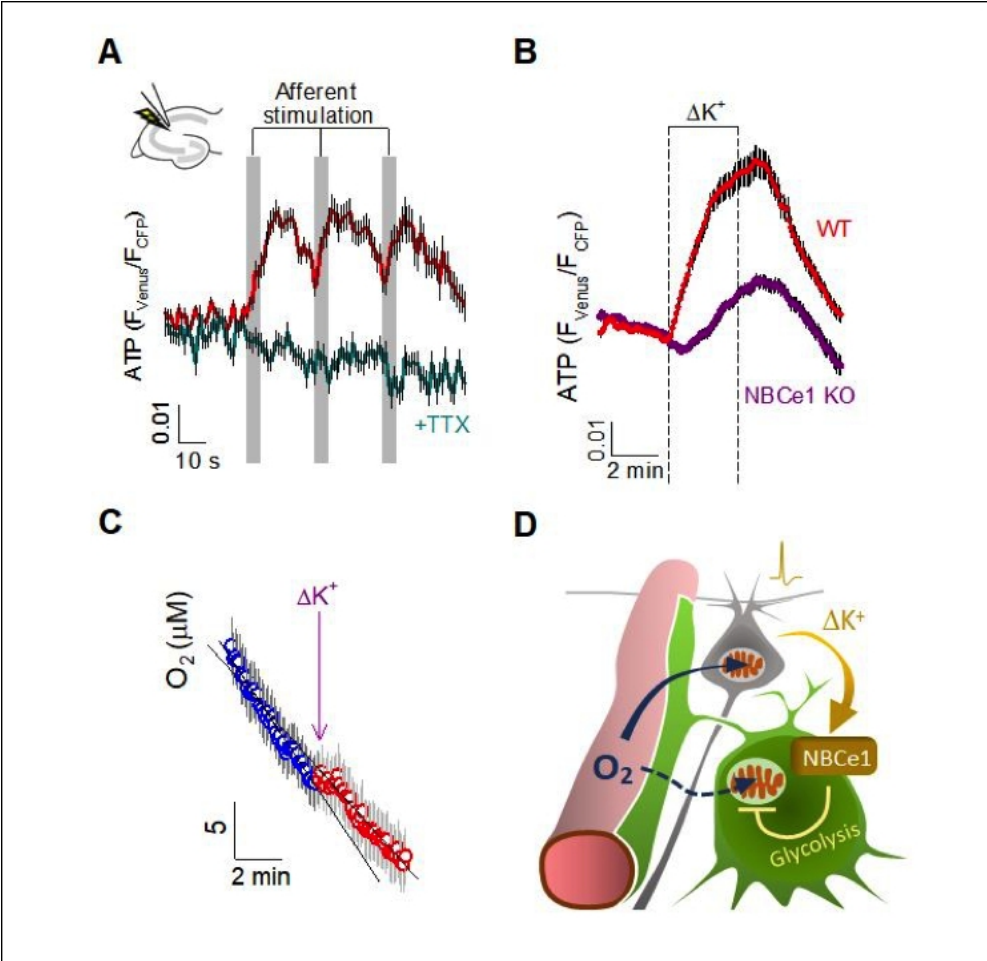 A
Afferent
stimulation
ATP (F_Venus/F_CFP)
0.01
10 s
+TTX
B
ΔK⁺
ATP (F_Venus/F_CFP)
WT
NBCe1 KO
0.01
2 min
C
O₂ (μM)
ΔK⁺
5
2 min
D
ΔK⁺
NBCe1
O₂
Glycolysis